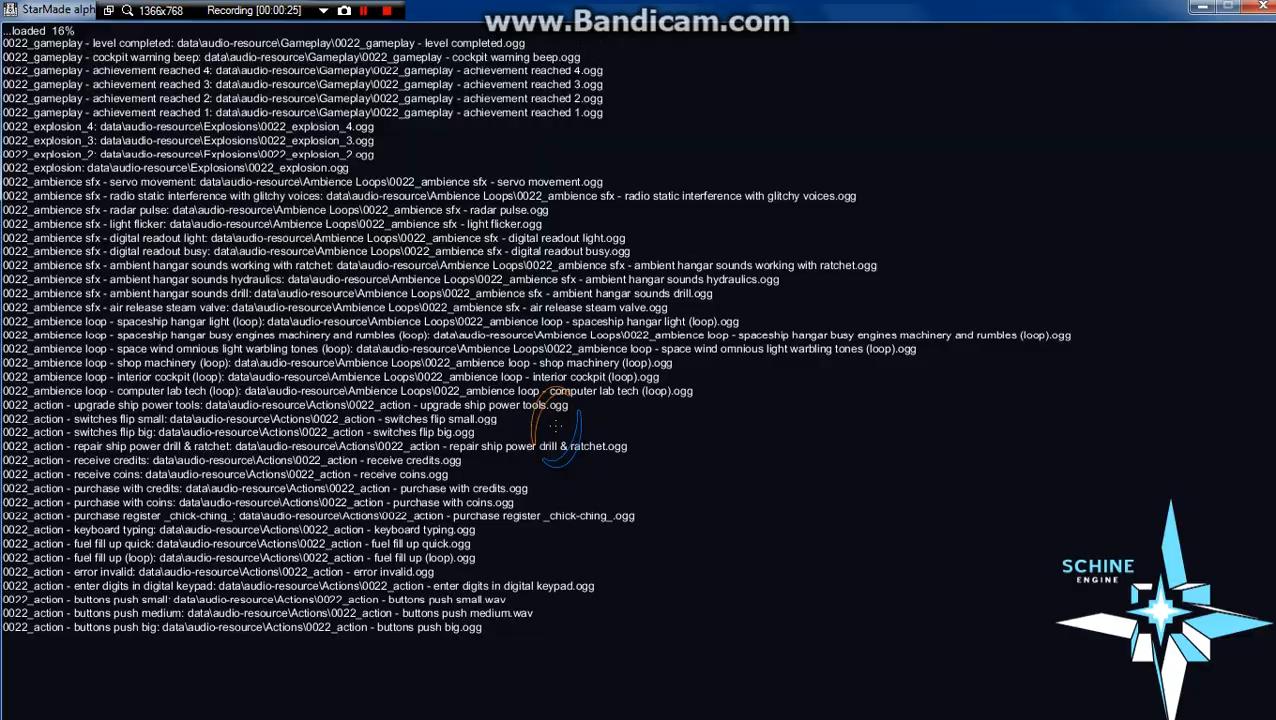 StarMade alph 1366x768 Recording [00:00:25]
www.Bandicam.com
...loaded 16%
0022_gameplay - level completed: data\audio-resource\Gameplay\0022_gameplay - level completed.ogg
0022_gameplay - cockpit warning beep: data\audio-resource\Gameplay\0022_gameplay - cockpit warning beep.ogg
0022_gameplay - achievement reached 4: data\audio-resource\Gameplay\0022_gameplay - achievement reached 4.ogg
0022_gameplay - achievement reached 3: data\audio-resource\Gameplay\0022_gameplay - achievement reached 3.ogg
0022_gameplay - achievement reached 2: data\audio-resource\Gameplay\0022_gameplay - achievement reached 2.ogg
0022_gameplay - achievement reached 1: data\audio-resource\Gameplay\0022_gameplay - achievement reached 1.ogg
0022_explosion_4: data\audio-resource\Explosions\0022_explosion_4.ogg
0022_explosion_3: data\audio-resource\Explosions\0022_explosion_3.ogg
0022_explosion_2: data\audio-resource\Explosions\0022_explosion_2.ogg
0022_explosion: data\audio-resource\Explosions\0022_explosion.ogg
0022_ambience sfx - servo movement: data\audio-resource\Ambience Loops\0022_ambience sfx - servo movement.ogg
0022_ambience sfx - radio static interference with glitchy voices: data\audio-resource\Ambience Loops\0022_ambience sfx - radio static interference with glitchy voices.ogg
0022_ambience sfx - radar pulse: data\audio-resource\Ambience Loops\0022_ambience sfx - radar pulse.ogg
0022_ambience sfx - light flicker: data\audio-resource\Ambience Loops\0022_ambience sfx - light flicker.ogg
0022_ambience sfx - digital readout light: data\audio-resource\Ambience Loops\0022_ambience sfx - digital readout light.ogg
0022_ambience sfx - digital readout busy: data\audio-resource\Ambience Loops\0022_ambience sfx - digital readout busy.ogg
0022_ambience sfx - ambient hangar sounds working with ratchet: data\audio-resource\Ambience Loops\0022_ambience sfx - ambient hangar sounds working with ratchet.ogg
0022_ambience sfx - ambient hangar sounds hydraulics: data\audio-resource\Ambience Loops\0022_ambience sfx - ambient hangar sounds hydraulics.ogg
0022_ambience sfx - ambient hangar sounds drill: data\audio-resource\Ambience Loops\0022_ambience sfx - ambient hangar sounds drill.ogg
0022_ambience sfx - air release steam valve: data\audio-resource\Ambience Loops\0022_ambience sfx - air release steam valve.ogg
0022_ambience loop - spaceship hangar light (loop): data\audio-resource\Ambience Loops\0022_ambience loop - spaceship hangar light (loop).ogg
0022_ambience loop - spaceship hangar busy engines machinery and rumbles (loop): data\audio-resource\Ambience Loops\0022_ambience loop - spaceship hangar busy engines machinery and rumbles (loop).ogg
0022_ambience loop - space wind omnious light warbling tones (loop): data\audio-resource\Ambience Loops\0022_ambience loop - space wind omnious light warbling tones (loop).ogg
0022_ambience loop - shop machinery (loop): data\audio-resource\Ambience Loops\0022_ambience loop - shop machinery (loop).ogg
0022_ambience loop - interior cockpit (loop): data\audio-resource\Ambience Loops\0022_ambience loop - interior cockpit (loop).ogg
0022_ambience loop - computer lab tech (loop): data\audio-resource\Ambience Loops\0022_ambience loop - computer lab tech (loop).ogg
0022_action - upgrade ship power tools: data\audio-resource\Actions\0022_action - upgrade ship power tools.ogg
0022_action - switches flip small: data\audio-resource\Actions\0022_action - switches flip small.ogg
0022_action - switches flip big: data\audio-resource\Actions\0022_action - switches flip big.ogg
0022_action - repair ship power drill & ratchet: data\audio-resource\Actions\0022_action - repair ship power drill & ratchet.ogg
0022_action - receive credits: data\audio-resource\Actions\0022_action - receive credits.ogg
0022_action - receive coins: data\audio-resource\Actions\0022_action - receive coins.ogg
0022_action - purchase with credits: data\audio-resource\Actions\0022_action - purchase with credits.ogg
0022_action - purchase with coins: data\audio-resource\Actions\0022_action - purchase with coins.ogg
0022_action - purchase register _chick-ching_: data\audio-resource\Actions\0022_action - purchase register _chick-ching_.ogg
0022_action - keyboard typing: data\audio-resource\Actions\0022_action - keyboard typing.ogg
0022_action - fuel fill up quick: data\audio-resource\Actions\0022_action - fuel fill up quick.ogg
0022_action - fuel fill up (loop): data\audio-resource\Actions\0022_action - fuel fill up (loop).ogg
0022_action - error invalid: data\audio-resource\Actions\0022_action - error invalid.ogg
0022_action - enter digits in digital keypad: data\audio-resource\Actions\0022_action - enter digits in digital keypad.ogg
0022_action - buttons push small: data\audio-resource\Actions\0022_action - buttons push small.wav
0022_action - buttons push medium: data\audio-resource\Actions\0022_action - buttons push medium.wav
0022_action - buttons push big: data\audio-resource\Actions\0022_action - buttons push big.ogg
SCHINE
ENGINE